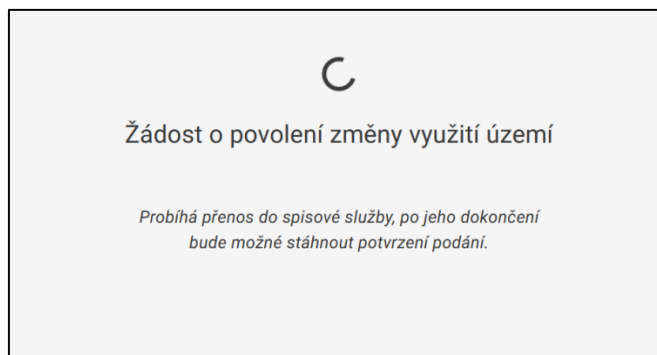 Žádost o povolení změny využití území
Probíhá přenos do spisové služby, po jeho dokončení
bude možné stáhnout potvrzení podání.